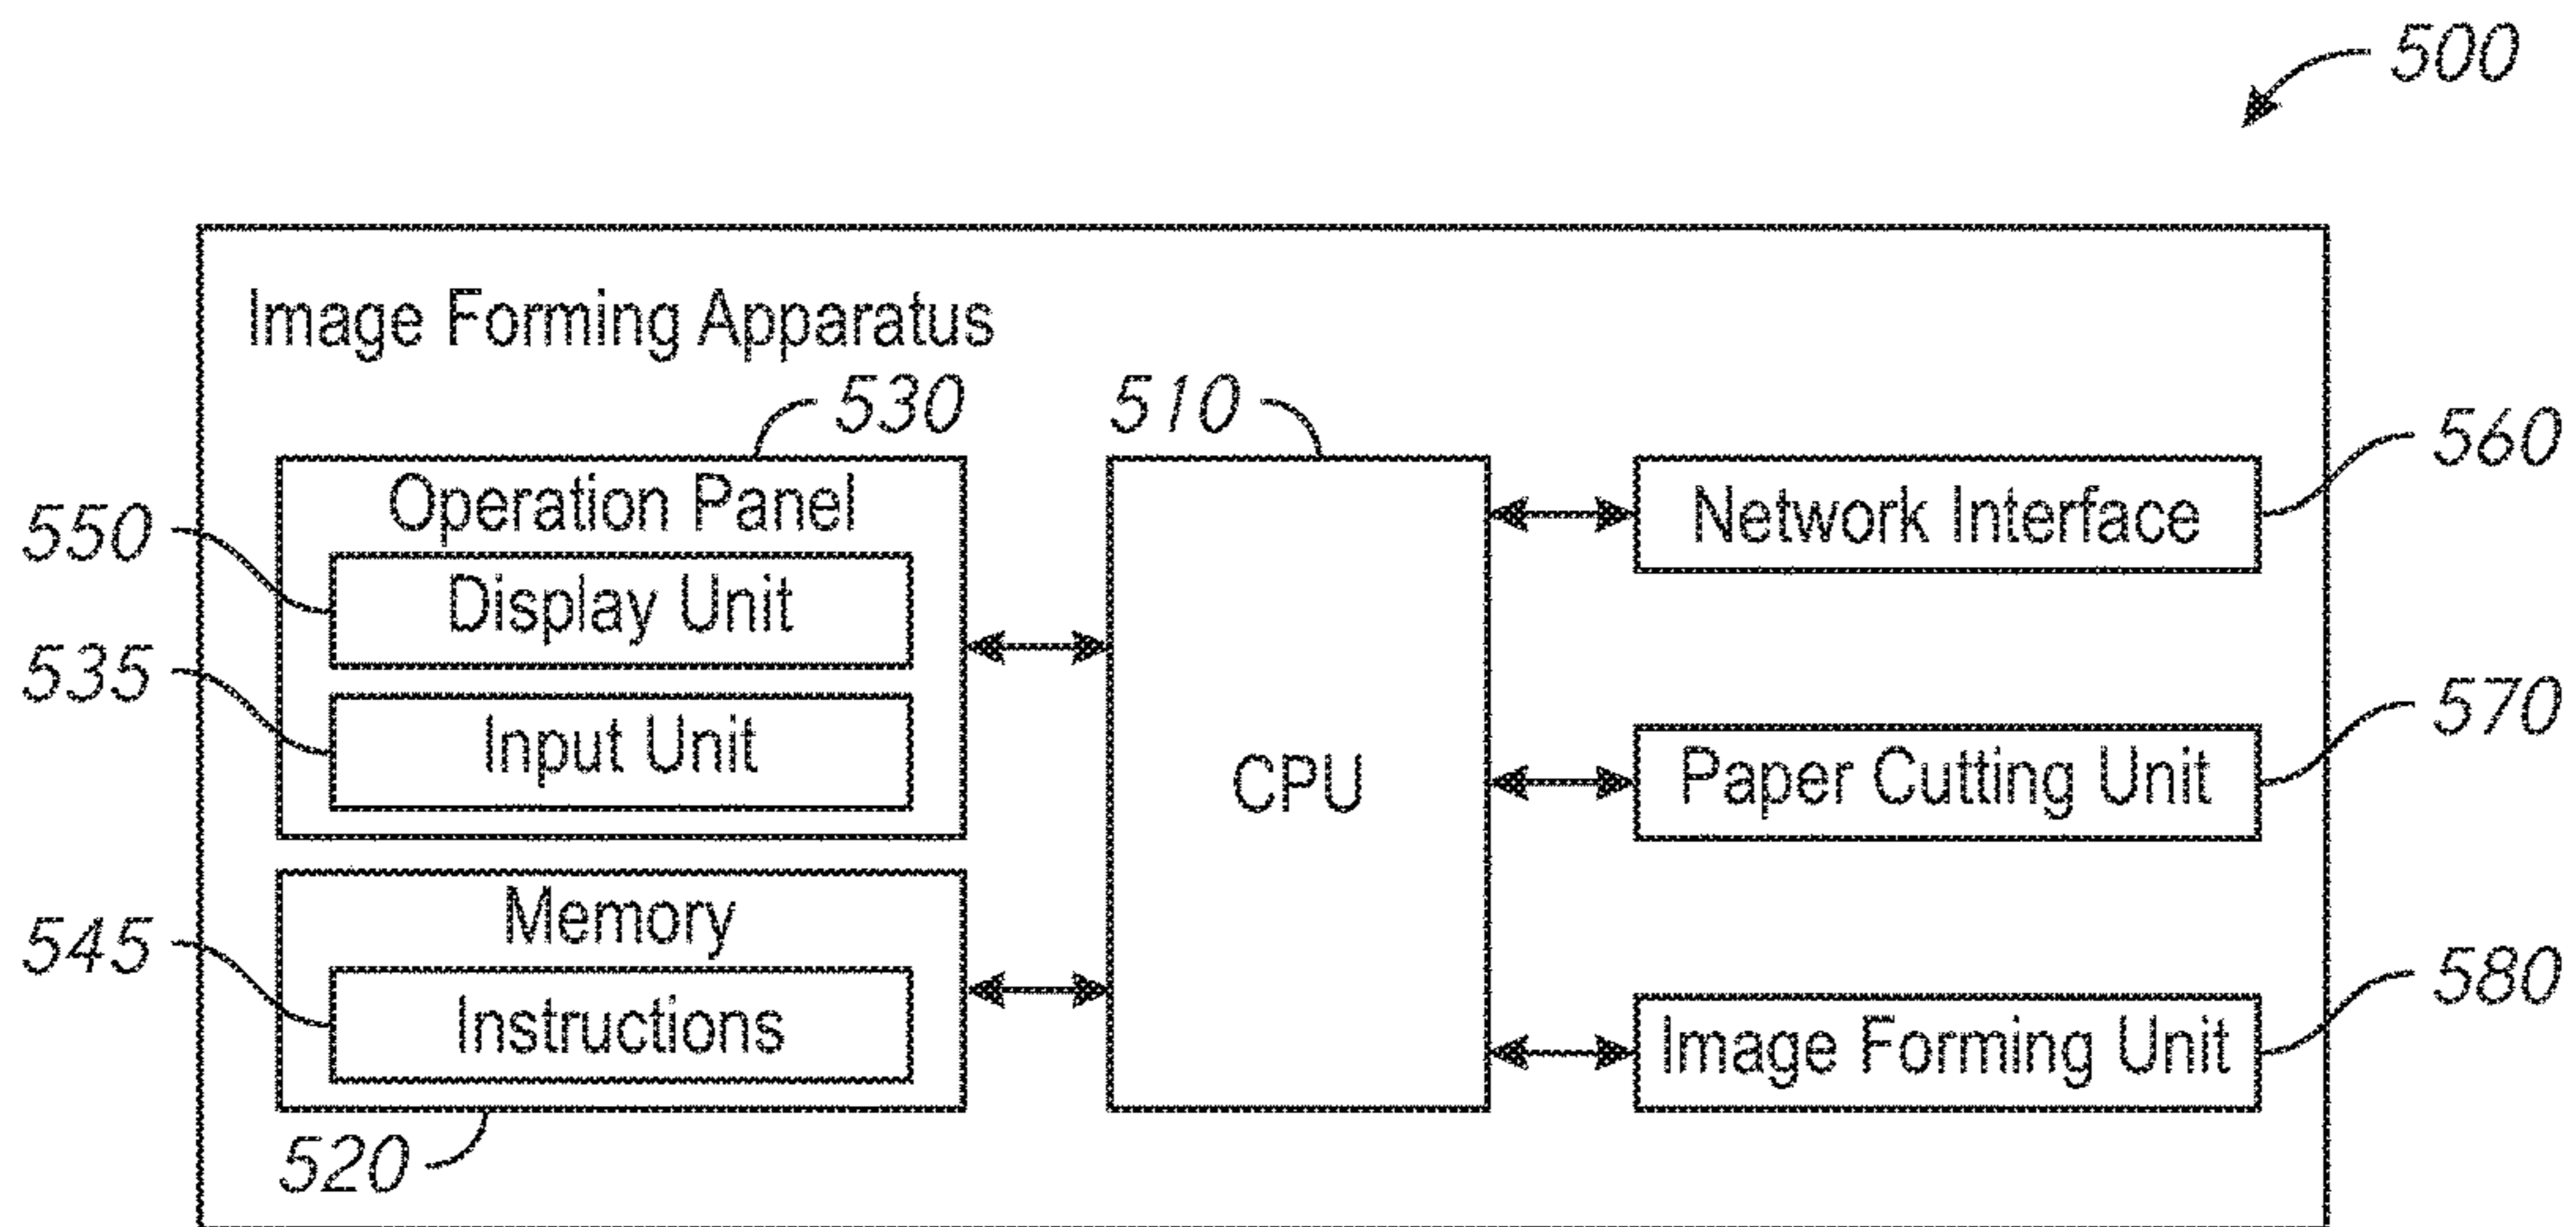 500
Image Forming Apparatus
530
510
560
Operation Panel
Network Interface
550
Display Unit
535
Input Unit
570
CPU
Paper Cutting Unit
Memory
545
Instructions
580
Image Forming Unit
520